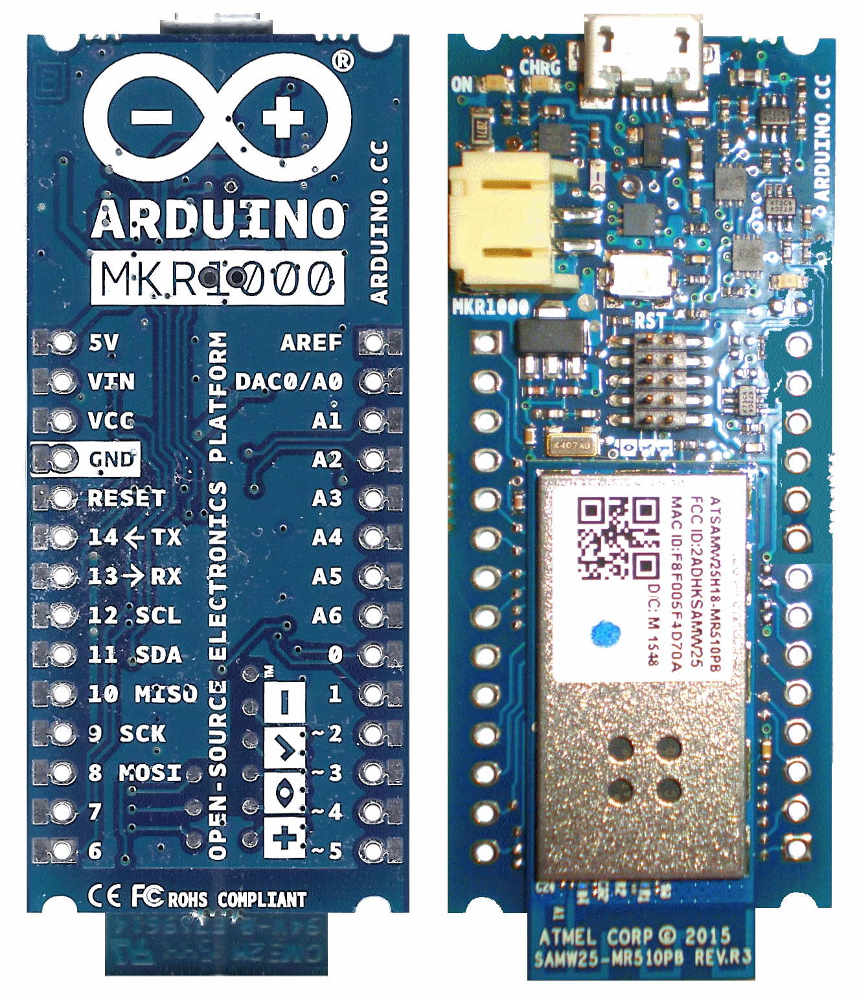 ®
ARDUINO
MKR1000
ARDUINO.CC
5V
VIN
VCC
GND
RESET
14←TX
13→RX
12 SCL
11 SDA
10 MISO
9 SCK
8 MOSI
7
6
OPEN-SOURCE ELECTRONICS PLATFORM
AREF
DAC0/A0
A1
A2
A3
A4
A5
A6
0
1
~2
~3
~4
~5
TM
CE FC ROHS COMPLIANT
ON
CHRG
2871
ARDUINO.CC
MKR1000
RST
K407AD
ATSAMW25H18-MR510PB
FCC ID:2ADHKSAMW25
MAC ID:F8F005F4D70A
D/C: M 1548
ATMEL CORP © 2015
SAMW25-MR510PB REV.R3